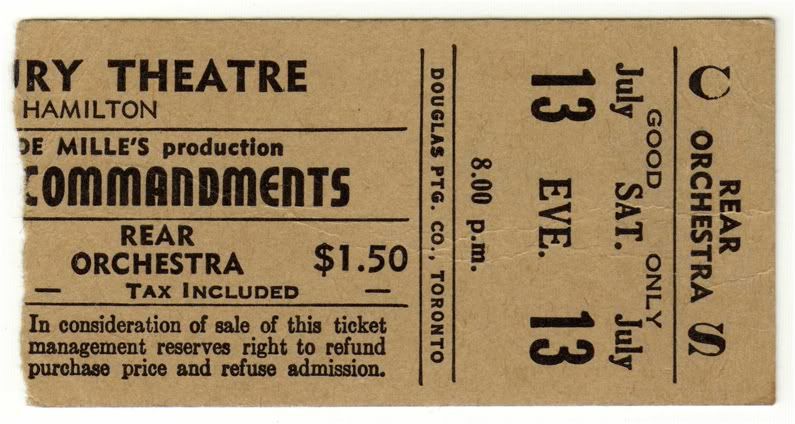 URY THEATRE
HAMILTON
DE MILLE'S production
COMMANDMENTS
REAR
ORCHESTRA $1.50
TAX INCLUDED
In consideration of sale of this ticket
management reserves right to refund
purchase price and refuse admission.
REAR
C ORCHESTRA S
GOOD ONLY
July SAT. July
13 EVE. 13
8.00 p.m.
DOUGLAS PTG. CO., TORONTO